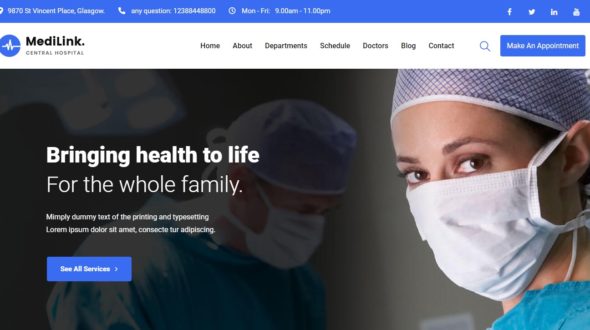 9870 St Vincent Place, Glasgow.
any question: 12388448800
Mon - Fri: 9.00am - 11.00pm
MediLink.
CENTRAL HOSPITAL
Home About Departments Schedule Doctors Blog Contact
Make An Appointment
Bringing health to life
For the whole family.
Mimply dummy text of the printing and typesetting
Lorem ipsum dolor sit amet, consecte tur adipiscing.
See All Services